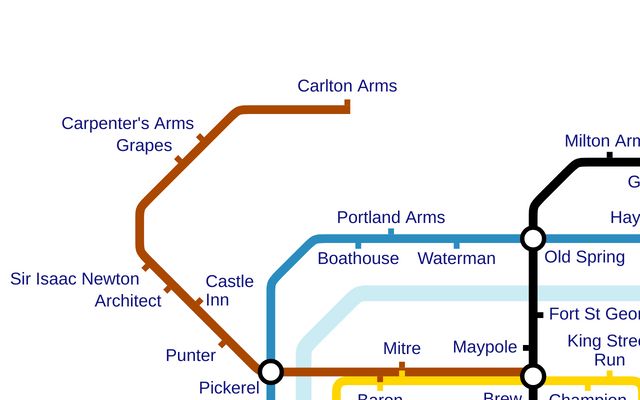 Carlton Arms
Carpenter's Arms
Grapes
Milton Arm
G
Portland Arms
Hay
Boathouse
Waterman
Old Spring
Sir Isaac Newton
Architect
Castle
Inn
Fort St Geor
Punter
Mitre
Maypole
King Stree
Run
Pickerel
Baron
Brew
Champion